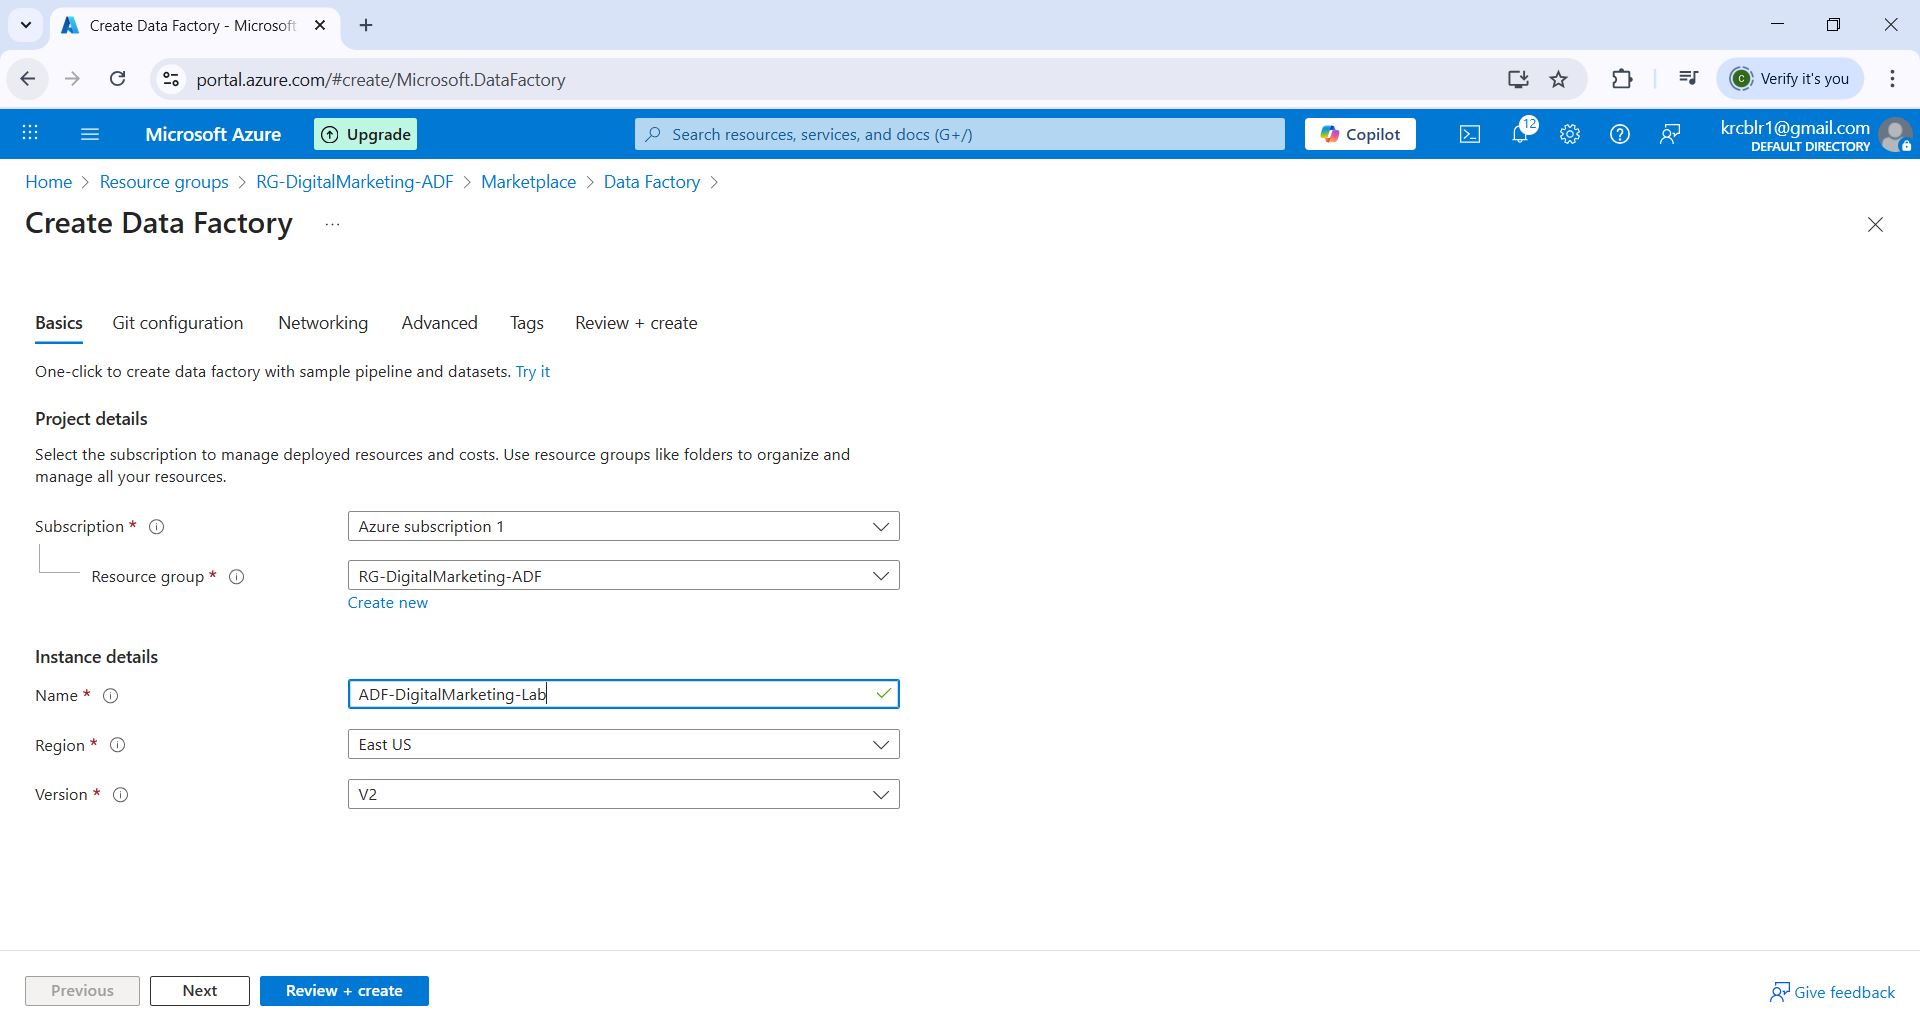 Create Data Factory - Microsoft
portal.azure.com/#create/Microsoft.DataFactory
C
Verify it's you
Microsoft Azure
Upgrade
Search resources, services, and docs (G+/)
Copilot
12
krcblr1@gmail.com
DEFAULT DIRECTORY
Home > Resource groups > RG-DigitalMarketing-ADF > Marketplace > Data Factory >
Create Data Factory ...
Basics Git configuration Networking Advanced Tags Review + create
One-click to create data factory with sample pipeline and datasets. Try it
Project details
Select the subscription to manage deployed resources and costs. Use resource groups like folders to organize and
manage all your resources.
Subscription * Azure subscription 1
Resource group * RG-DigitalMarketing-ADF
Create new
Instance details
Name * ADF-DigitalMarketing-Lab
Region * East US
Version * V2
Previous Next Review + create Give feedback